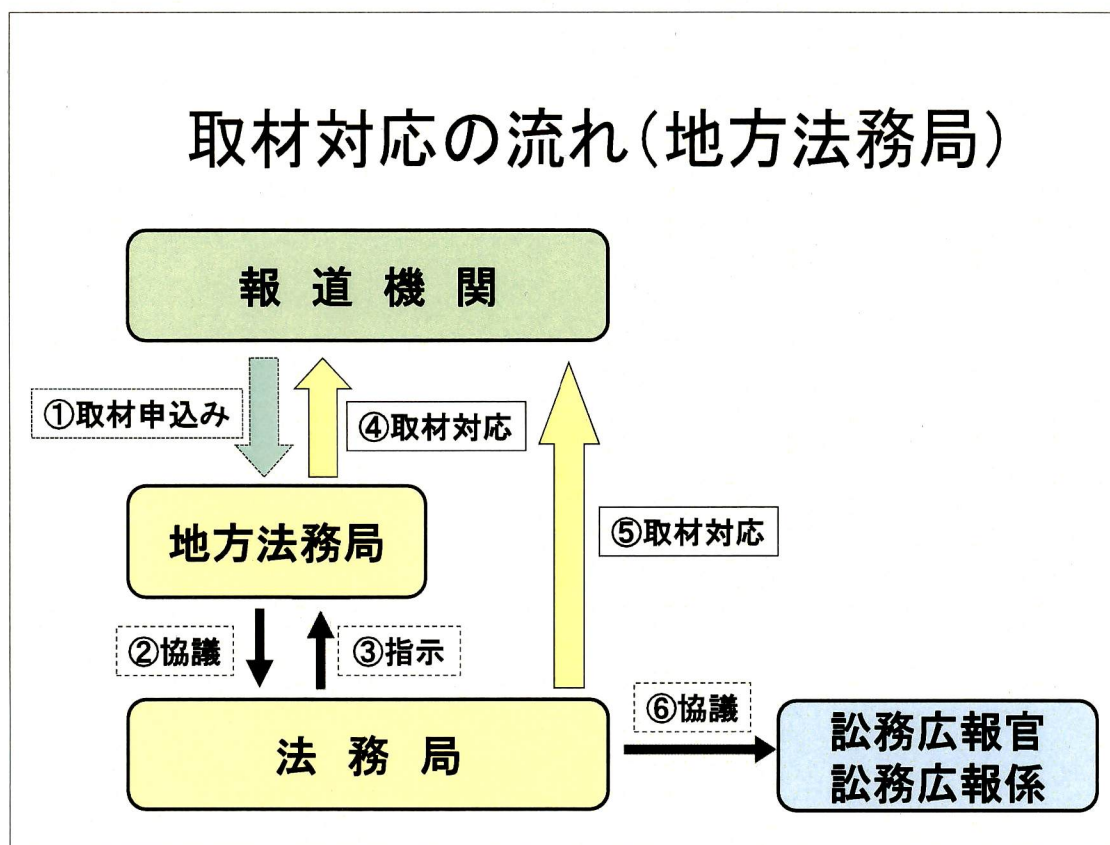 取材対応の流れ(地方法務局)
報道機関
①取材申込み
④取材対応
地方法務局
⑤取材対応
②協議
③指示
法務局
⑥協議
訟務広報官
訟務広報係